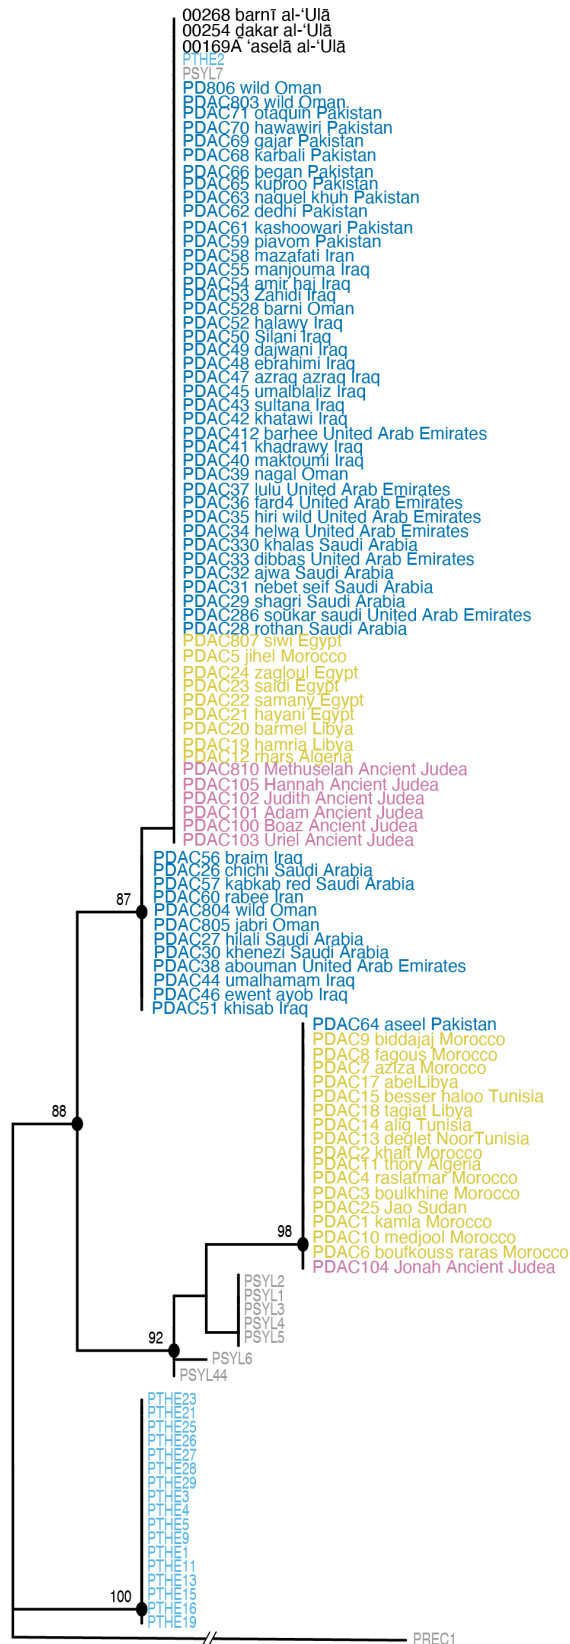 00268 barnī al-‘Ulā
00254 ḏakar al-‘Ulā
00169A ‘aselā al-‘Ulā
PTHE2
PSYL7
PD806 wild Oman
PDAC803 wild Oman
PDAC71 otaquin Pakistan
PDAC70 hawawiri Pakistan
PDAC69 gajar Pakistan
PDAC68 karbali Pakistan
PDAC66 began Pakistan
PDAC65 kuproo Pakistan
PDAC63 naquel khuh Pakistan
PDAC62 dedhi Pakistan
PDAC61 kashoowari Pakistan
PDAC59 piavom Pakistan
PDAC58 mazafati Iran
PDAC55 manjouma Iraq
PDAC54 amir haj Iraq
PDAC53 Zahidi Iraq
PDAC528 barni Oman
PDAC52 halawy Iraq
PDAC50 Silani Iraq
PDAC49 dajwani Iraq
PDAC48 ebrahimi Iraq
PDAC47 azraq azraq Iraq
PDAC45 umalblaliz Iraq
PDAC43 sultana Iraq
PDAC42 khatawi Iraq
PDAC412 barhee United Arab Emirates
PDAC41 khadrawy Iraq
PDAC40 maktoumi Iraq
PDAC39 nagal Oman
PDAC37 lulu United Arab Emirates
PDAC36 fard4 United Arab Emirates
PDAC35 hiri wild United Arab Emirates
PDAC34 helwa United Arab Emirates
PDAC330 khalas Saudi Arabia
PDAC33 dibbas United Arab Emirates
PDAC32 ajwa Saudi Arabia
PDAC31 nebet seif Saudi Arabia
PDAC29 shagri Saudi Arabia
PDAC286 soukar saudi United Arab Emirates
PDAC28 rothan Saudi Arabia
PDAC807 siwi Egypt
PDAC5 jihel Morocco
PDAC24 zagloul Egypt
PDAC23 saidi Egypt
PDAC22 samany Egypt
PDAC21 hayani Egypt
PDAC20 barmel Libya
PDAC19 hamria Libya
PDAC12 rhars Algeria
PDAC810 Methuselah Ancient Judea
PDAC105 Hannah Ancient Judea
PDAC102 Judith Ancient Judea
PDAC101 Adam Ancient Judea
PDAC100 Boaz Ancient Judea
PDAC103 Uriel Ancient Judea
PDAC56 braim Iraq
PDAC26 chichi Saudi Arabia
PDAC57 kabkab red Saudi Arabia
87
PDAC60 rabee Iran
PDAC804 wild Oman
PDAC805 jabri Oman
PDAC27 hilali Saudi Arabia
PDAC30 khenezi Saudi Arabia
PDAC38 abouman United Arab Emirates
PDAC44 umalhamam Iraq
PDAC46 ewent ayob Iraq
PDAC51 khisab Iraq
PDAC64 aseel Pakistan
PDAC9 biddajaj Morocco
PDAC8 fagous Morocco
PDAC7 aziza Morocco
PDAC17 abelLibya
PDAC15 besser haloo Tunisia
88
PDAC18 tagiat Libya
PDAC14 alig Tunisia
PDAC13 deglet NoorTunisia
PDAC2 khalt Morocco
PDAC11 thory Algeria
PDAC4 raslatmar Morocco
PDAC3 boulkhine Morocco
PDAC25 Jao Sudan
PDAC1 kamla Morocco
98
PDAC10 medjool Morocco
PDAC6 boufkouss raras Morocco
PDAC104 Jonah Ancient Judea
PSYL2
PSYL1
PSYL3
PSYL4
PSYL5
92
PSYL6
PSYL44
PTHE23
PTHE21
PTHE25
PTHE26
PTHE27
PTHE28
PTHE29
PTHE3
PTHE4
PTHE5
PTHE9
PTHE1
PTHE11
PTHE13
PTHE15
100
PTHE16
PTHE19
PREC1